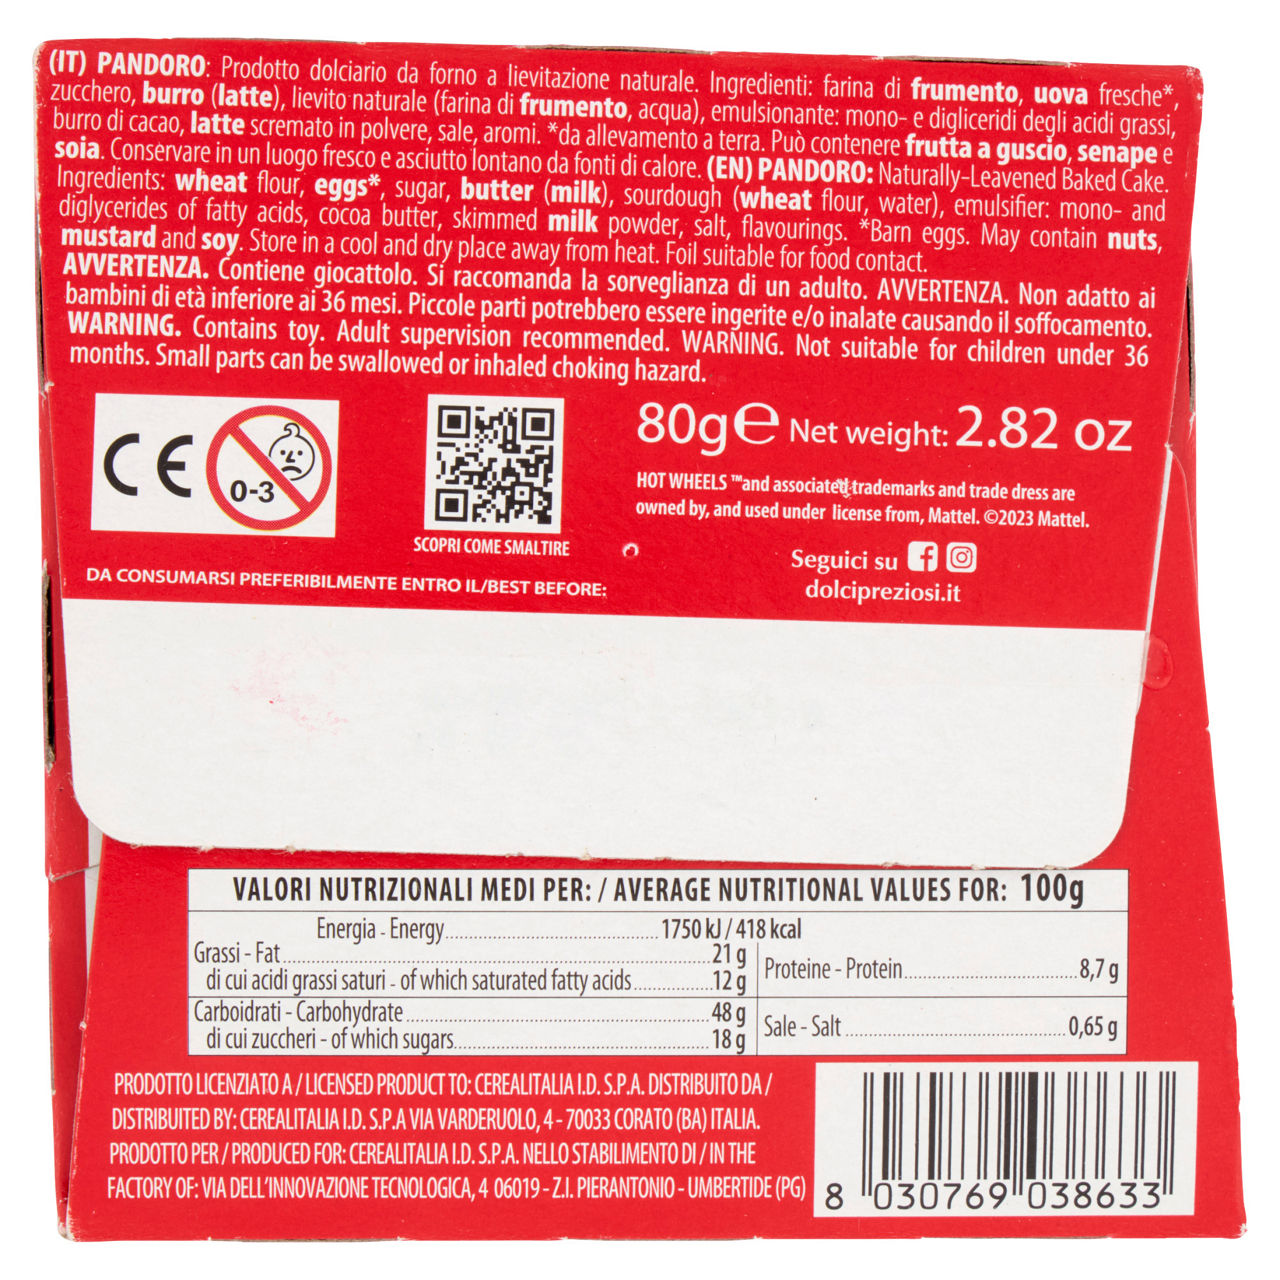 (IT) PANDORO: Prodotto dolciario da forno a lievitazione naturale. Ingredienti: farina di frumento, uova fresche*,
zucchero, burro (latte), lievito naturale (farina di frumento, acqua), emulsionante: mono- e digliceridi degli acidi grassi,
burro di cacao, latte scremato in polvere, sale, aromi. *da allevamento a terra. Può contenere frutta a guscio, senape e
soia. Conservare in un luogo fresco e asciutto lontano da fonti di calore. (EN) PANDORO: Naturally-Leavened Baked Cake.
Ingredients: wheat flour, eggs*, sugar, butter (milk), sourdough (wheat flour, water), emulsifier: mono- and
diglycerides of fatty acids, cocoa butter, skimmed milk powder, salt, flavourings. *Barn eggs. May contain nuts,
mustard and soy. Store in a cool and dry place away from heat. Foil suitable for food contact.
AVVERTENZA. Contiene giocattolo. Si raccomanda la sorveglianza di un adulto. AVVERTENZA. Non adatto ai
bambini di età inferiore ai 36 mesi. Piccole parti potrebbero essere ingerite e/o inalate causando il soffocamento.
WARNING. Contains toy. Adult supervision recommended. WARNING. Not suitable for children under 36
months. Small parts can be swallowed or inhaled choking hazard.
CE 0-3
80g e Net weight: 2.82 oz
HOT WHEELS ™and associated trademarks and trade dress are
owned by, and used under license from, Mattel. ©2023 Mattel.
SCOPRI COME SMALTIRE
Seguici su
dolcipreziosi.it
DA CONSUMARSI PREFERIBILMENTE ENTRO IL/BEST BEFORE:
VALORI NUTRIZIONALI MEDI PER: / AVERAGE NUTRITIONAL VALUES FOR: 100g
Energia - Energy 1750 kJ / 418 kcal
Grassi - Fat 21 g
di cui acidi grassi saturi - of which saturated fatty acids 12 g
Proteine - Protein 8,7 g
Carboidrati - Carbohydrate 48 g
di cui zuccheri - of which sugars 18 g
Sale - Salt 0,65 g
PRODOTTO LICENZIATO A / LICENSED PRODUCT TO: CEREALITALIA I.D. S.P.A. DISTRIBUITO DA /
DISTRIBUITED BY: CEREALITALIA I.D. S.P.A VIA VARDERUOLO, 4 - 70033 CORATO (BA) ITALIA.
PRODOTTO PER / PRODUCED FOR: CEREALITALIA I.D. S.P.A. NELLO STABILIMENTO DI / IN THE
FACTORY OF: VIA DELL'INNOVAZIONE TECNOLOGICA, 4 06019 - Z.I. PIERANTONIO - UMBERTIDE (PG)
8 030769 038633